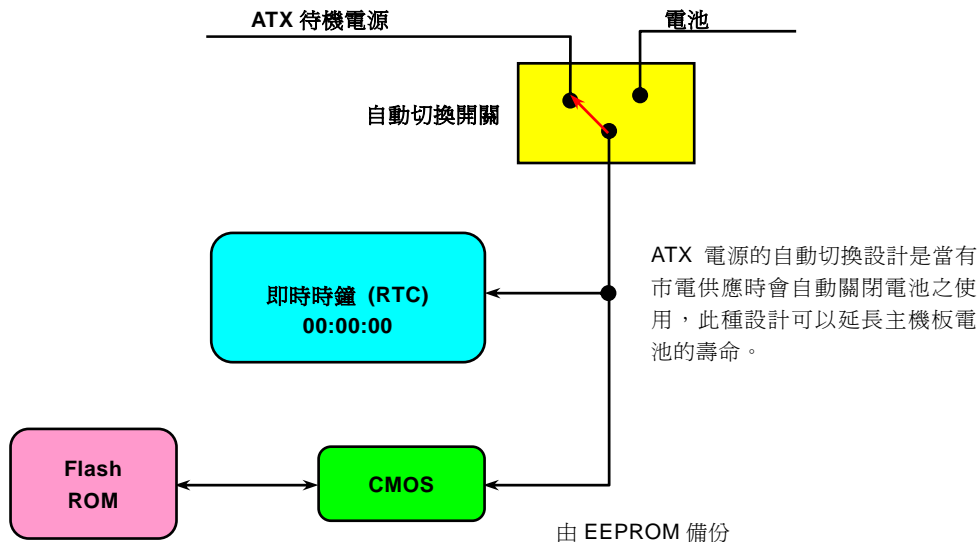 ATX 待機電源
電池
自動切換開關
ATX 電源的自動切換設計是當有
市電供應時會自動關閉電池之使
用，此種設計可以延長主機板電
池的壽命。
即時時鐘 (RTC)
00:00:00
Flash
ROM
CMOS
由 EEPROM 備份